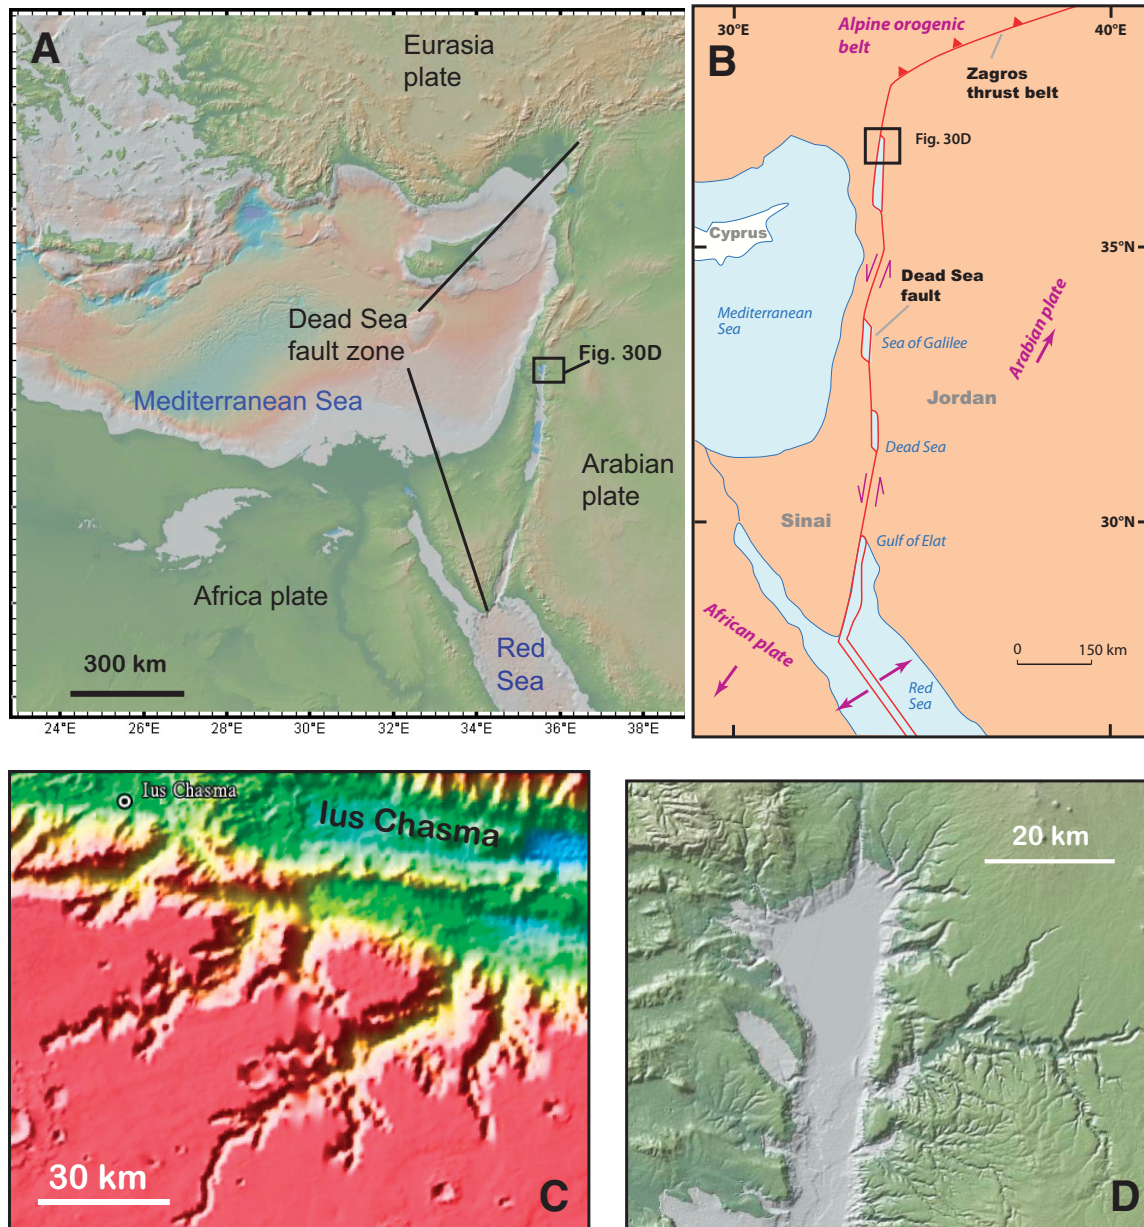 A
Eurasia
plate
Dead Sea
fault zone
Fig. 30D
Mediterranean Sea
Arabian
plate
Africa plate
Red
Sea
300 km
24°E
26°E
28°E
30°E
32°E
34°E
36°E
38°E
30°E
40°E
Alpine orogenic
belt
B
Zagros
thrust belt
Fig. 30D
Cyprus
35°N
Dead Sea
fault
Mediterranean
Sea
Sea of Galilee
Arabian plate
Jordan
Dead Sea
Sinai
30°N
Gulf of Elat
African plate
0
150 km
Red
Sea
Ius Chasma
Ius Chasma
30 km
C
20 km
D